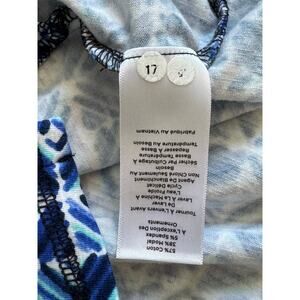 17
57% Coton
38% Modal
5% Spandex
À L'exception Des
Ornements
Tourner À L'envers Avant
De Laver
Laver À La Machine À
L'eau Froide
Cycle Délicat
Agent De Blanchiment
Non Chloré Seulement Au
Besoin
Sécher Par Culbutage À
Basse Température
Repasser À Basse
Température Au Besoin
Fabriqué Au Vietnam